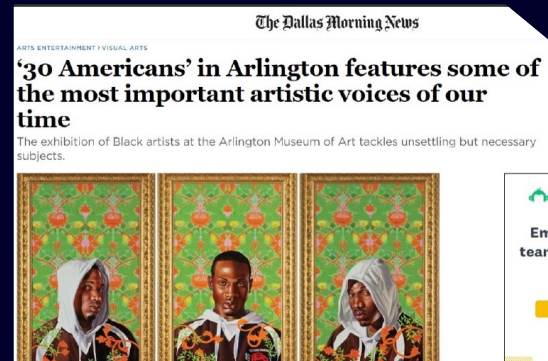 The Dallas Morning News
ARTS ENTERTAINMENT > VISUAL ARTS
‘30 Americans’ in Arlington features some of
the most important artistic voices of our
time
The exhibition of Black artists at the Arlington Museum of Art tackles unsettling but necessary
subjects.